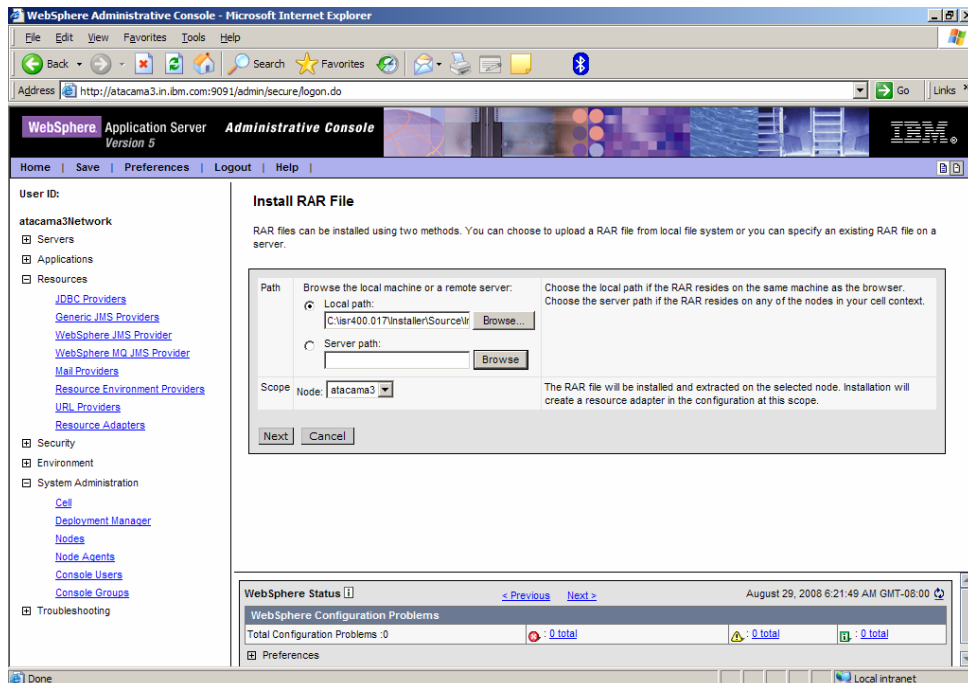 WebSphere Administrative Console - Microsoft Internet Explorer
File Edit View Favorites Tools Help
Back Search Favorites
Address http://atacama3.in.ibm.com:9091/admin/secure/logon.do Go Links
WebSphere. Application Server Administrative Console
Version 5
IBM.
Home | Save | Preferences | Logout | Help |
User ID:
atacama3Network
Servers
Applications
Resources
JDBC Providers
Generic JMS Providers
WebSphere JMS Provider
WebSphere MQ JMS Provider
Mail Providers
Resource Environment Providers
URL Providers
Resource Adapters
Security
Environment
System Administration
Cell
Deployment Manager
Nodes
Node Agents
Console Users
Console Groups
Troubleshooting
Install RAR File
RAR files can be installed using two methods. You can choose to upload a RAR file from local file system or you can specify an existing RAR file on a
server.
Path
Browse the local machine or a remote server:
Local path:
C:\isr400.017\Installer\Source\Ir Browse...
Server path:
Browse
Choose the local path if the RAR resides on the same machine as the browser.
Choose the server path if the RAR resides on any of the nodes in your cell context.
Scope Node: atacama3
The RAR file will be installed and extracted on the selected node. Installation will
create a resource adapter in the configuration at this scope.
Next Cancel
WebSphere Status i < Previous Next > August 29, 2008 6:21:49 AM GMT-08:00
WebSphere Configuration Problems
Total Configuration Problems :0 : 0 total : 0 total : 0 total
Preferences
Done Local intranet